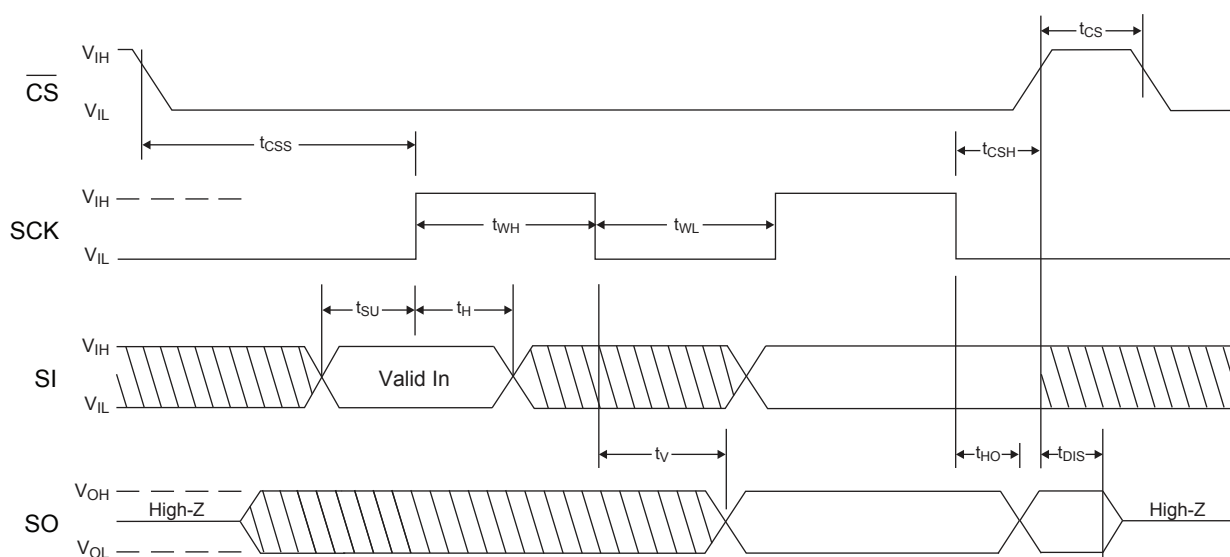 tCS
VIH
CS
VIL
tCSS
tCSH
VIH
SCK
tWH
tWL
VIL
tSU
tH
VIH
SI
Valid In
VIL
tV
tHO
tDIS
VOH
SO
High-Z
High-Z
VOL